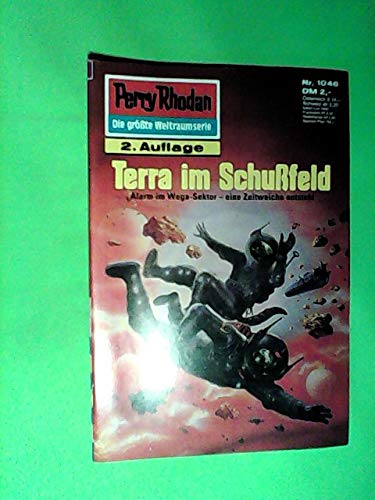 Perry Rhodan
Die größte Weltraumserie
2. Auflage
Nr. 1046
DM 2,-
Terra im Schußfeld
Alarm im Wega-Sektor – eine Zeitweiche entsteht